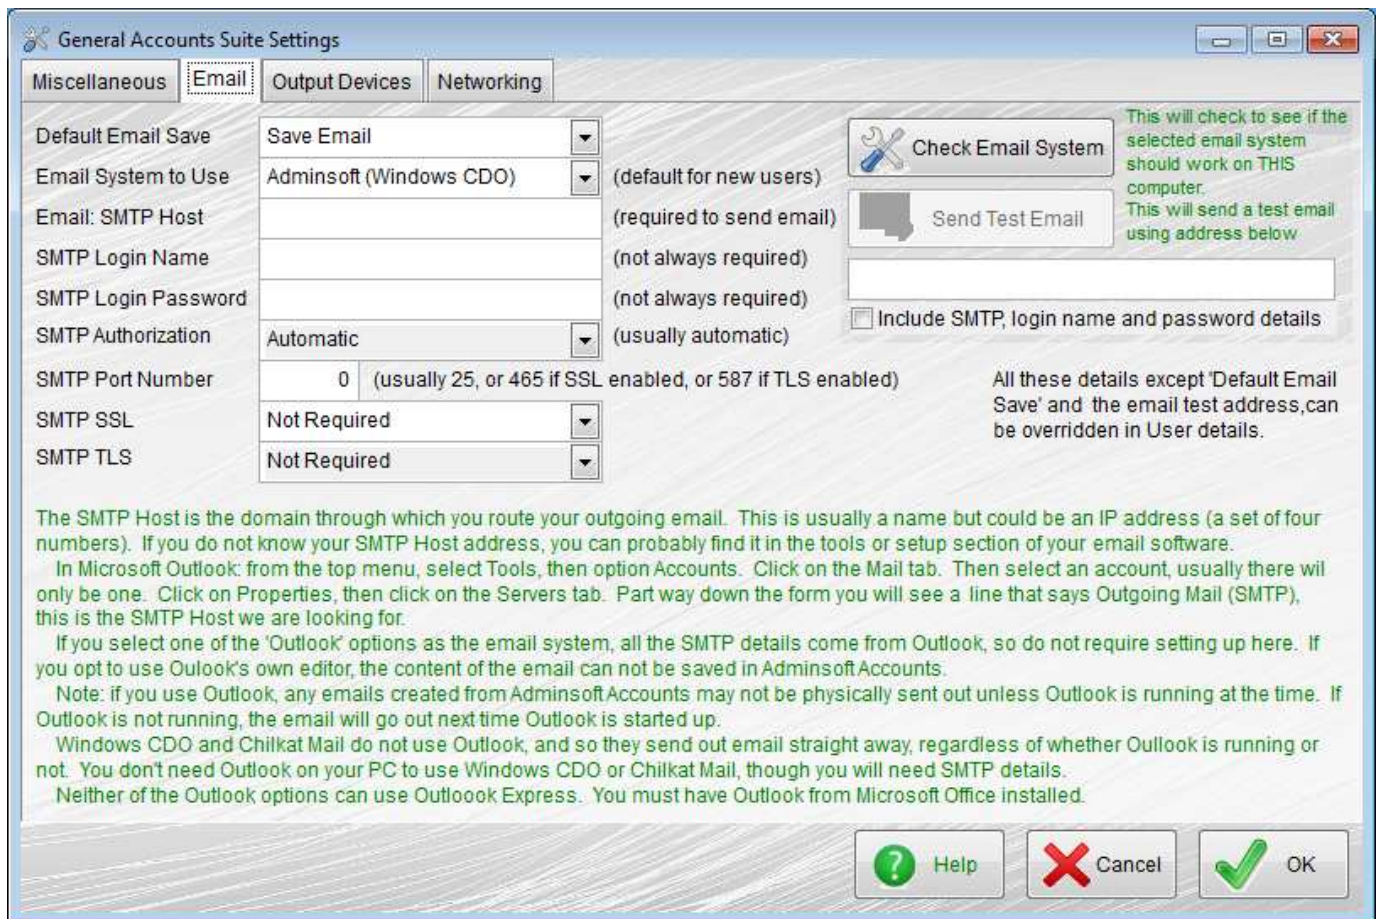 General Accounts Suite Settings
Miscellaneous Email Output Devices Networking
Default Email Save Save Email
Email System to Use Adminsoft (Windows CDO) (default for new users)
Email: SMTP Host (required to send email)
SMTP Login Name (not always required)
SMTP Login Password (not always required)
SMTP Authorization Automatic (usually automatic)
SMTP Port Number 0 (usually 25, or 465 if SSL enabled, or 587 if TLS enabled)
SMTP SSL Not Required
SMTP TLS Not Required
Check Email System
This will check to see if the
selected email system
should work on THIS
computer.
Send Test Email
This will send a test email
using address below
Include SMTP, login name and password details
All these details except 'Default Email
Save' and the email test address,can
be overridden in User details.
The SMTP Host is the domain through which you route your outgoing email. This is usually a name but could be an IP address (a set of four
numbers). If you do not know your SMTP Host address, you can probably find it in the tools or setup section of your email software.
In Microsoft Outlook: from the top menu, select Tools, then option Accounts. Click on the Mail tab. Then select an account, usually there wil
only be one. Click on Properties, then click on the Servers tab. Part way down the form you will see a line that says Outgoing Mail (SMTP),
this is the SMTP Host we are looking for.
If you select one of the 'Outlook' options as the email system, all the SMTP details come from Outlook, so do not require setting up here. If
you opt to use Oulook's own editor, the content of the email can not be saved in Adminsoft Accounts.
Note: if you use Outlook, any emails created from Adminsoft Accounts may not be physically sent out unless Outlook is running at the time. If
Outlook is not running, the email will go out next time Outlook is started up.
Windows CDO and Chilkat Mail do not use Outlook, and so they send out email straight away, regardless of whether Oullook is running or
not. You don't need Outlook on your PC to use Windows CDO or Chilkat Mail, though you will need SMTP details.
Neither of the Outlook options can use Outloook Express. You must have Outlook from Microsoft Office installed.
Help Cancel OK